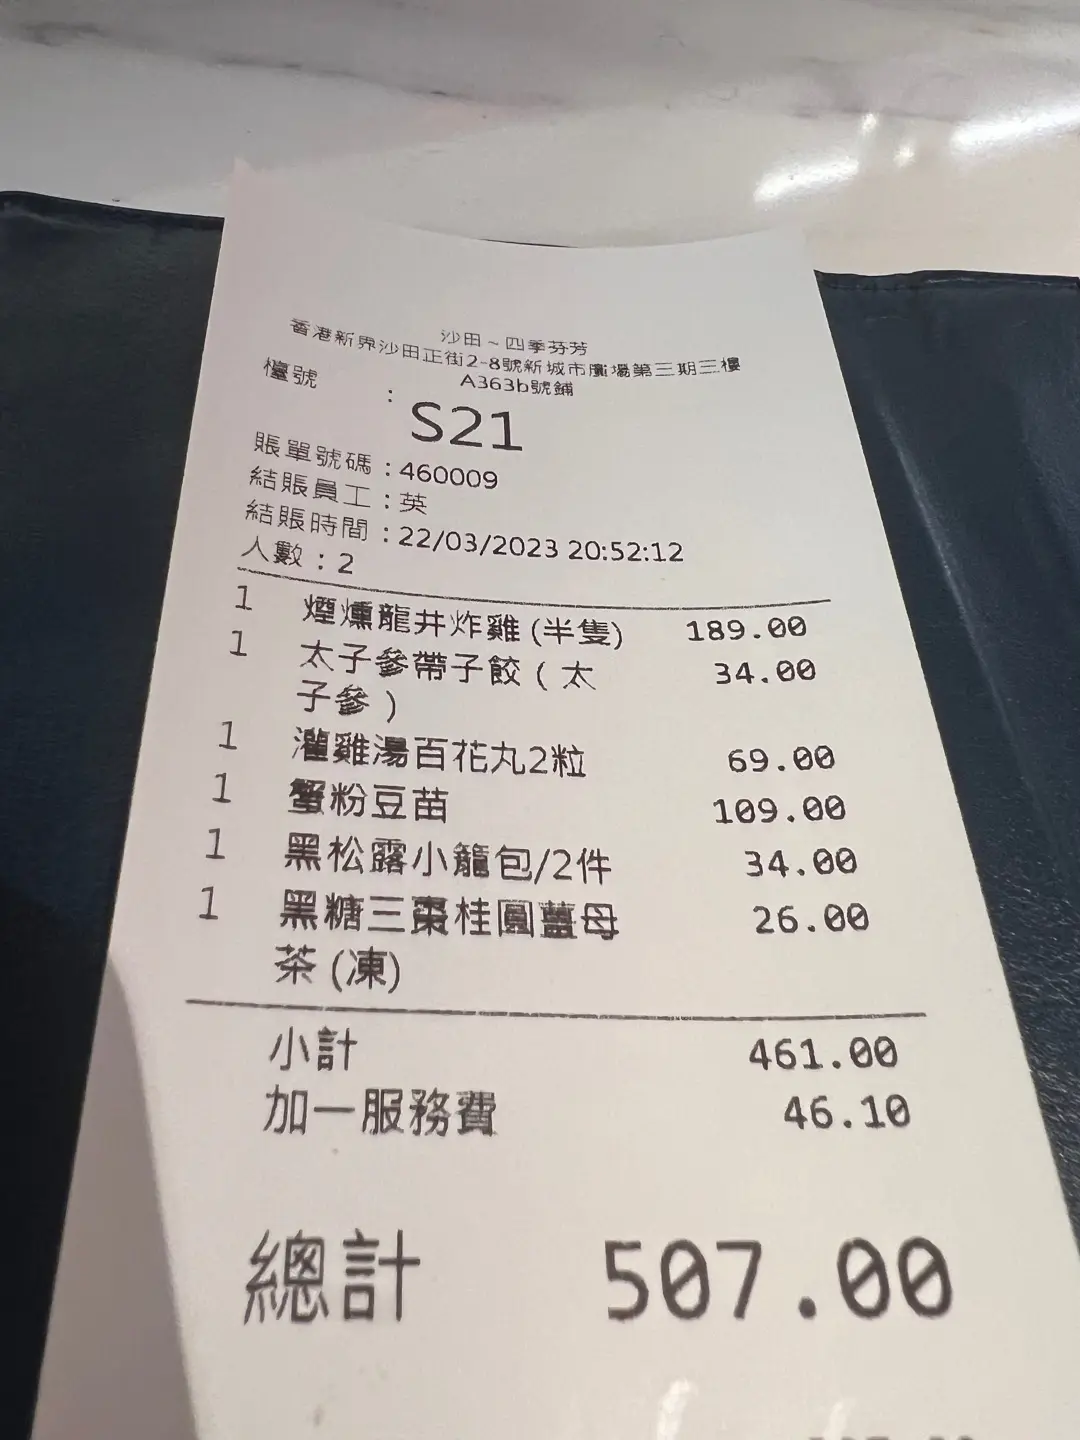 沙田~四季芬芳
香港新界沙田正街2-8號新城市廣場第三期三樓
A363b號鋪
檯號 : S21
賬單號碼 : 460009
結賬員工 : 英
結賬時間 : 22/03/2023 20:52:12
人數 : 2
1 煙燻龍井炸雞 (半隻) 189.00
1 太子參帶子餃 ( 太 34.00
子參 )
1 灌雞湯百花丸2粒 69.00
1 蟹粉豆苗 109.00
1 黑松露小籠包/2件 34.00
1 黑糖三棗桂圓薑母 26.00
茶 (凍)
小計 461.00
加一服務費 46.10
總計 507.00